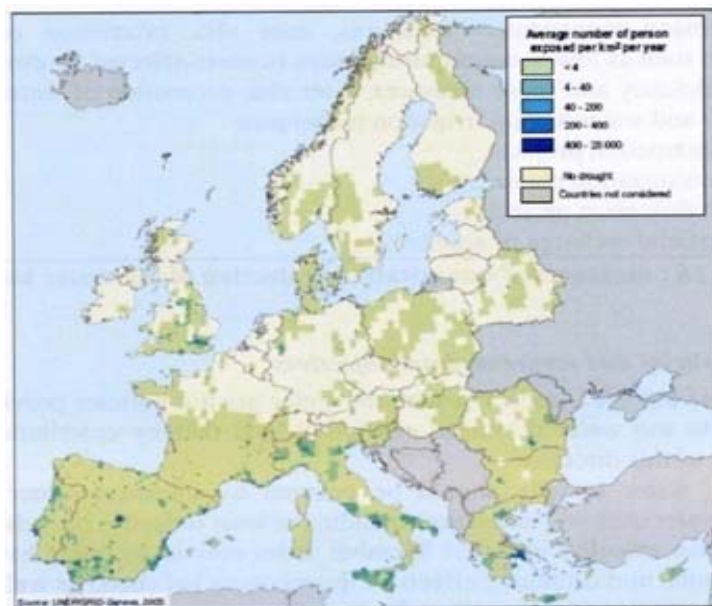 Average number of person
exposed per km² per year
< 4
4 - 40
40 - 200
200 - 400
400 - 25 000
No drought
Countries not considered
Source: UNEP/GRID-Geneva, 2005